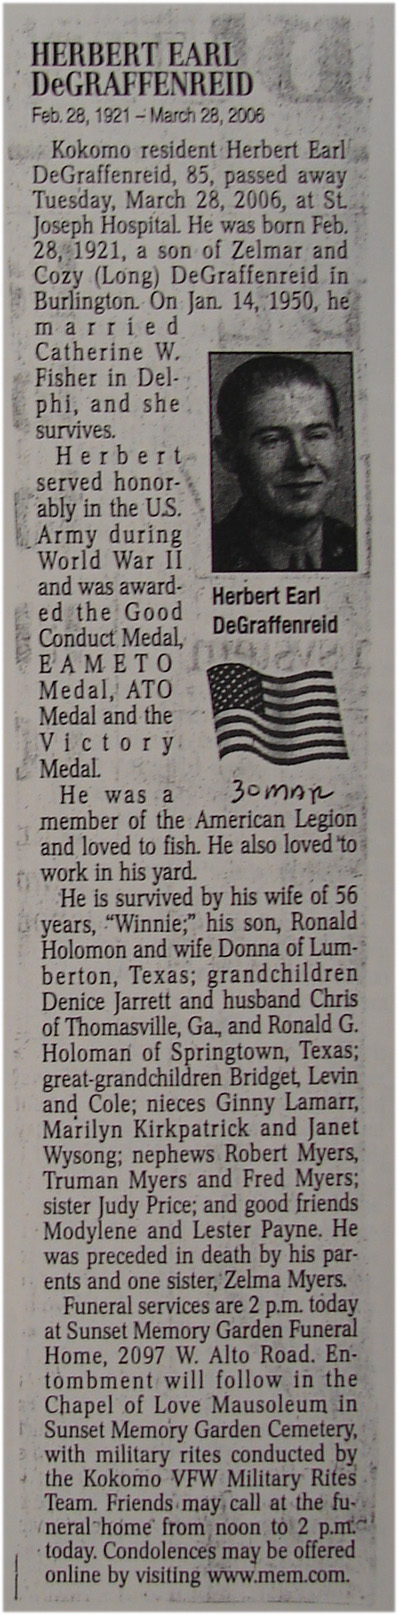 HERBERT EARL
DeGRAFFENREID
Feb. 28, 1921 – March 28, 2006
Kokomo resident Herbert Earl
DeGraffenreid, 85, passed away
Tuesday, March 28, 2006, at St.
Joseph Hospital. He was born Feb.
28, 1921, a son of Zelmar and
Cozy (Long) DeGraffenreid in
Burlington. On Jan. 14, 1950, he
married
Catherine W.
Fisher in Del-
phi, and she
survives.
Herbert
served honor-
ably in the U.S.
Army during
World War II
and was award-
ed the Good
Conduct Medal,
EAMETO
Medal, ATO
Medal and the
Victory
Medal.
Herbert Earl
DeGraffenreid
30 MAR
He was a
member of the American Legion
and loved to fish. He also loved to
work in his yard.
He is survived by his wife of 56
years, “Winnie;” his son, Ronald
Holomon and wife Donna of Lum-
berton, Texas; grandchildren
Denice Jarrett and husband Chris
of Thomasville, Ga., and Ronald G.
Holoman of Springtown, Texas;
great-grandchildren Bridget, Levin
and Cole; nieces Ginny Lamarr,
Marilyn Kirkpatrick and Janet
Wysong; nephews Robert Myers,
Truman Myers and Fred Myers;
sister Judy Price; and good friends
Modylene and Lester Payne. He
was preceded in death by his par-
ents and one sister, Zelma Myers.
Funeral services are 2 p.m. today
at Sunset Memory Garden Funeral
Home, 2097 W. Alto Road. En-
tombment will follow in the
Chapel of Love Mausoleum in
Sunset Memory Garden Cemetery,
with military rites conducted by
the Kokomo VFW Military Rites
Team. Friends may call at the fu-
neral home from noon to 2 p.m.
today. Condolences may be offered
online by visiting www.mem.com.